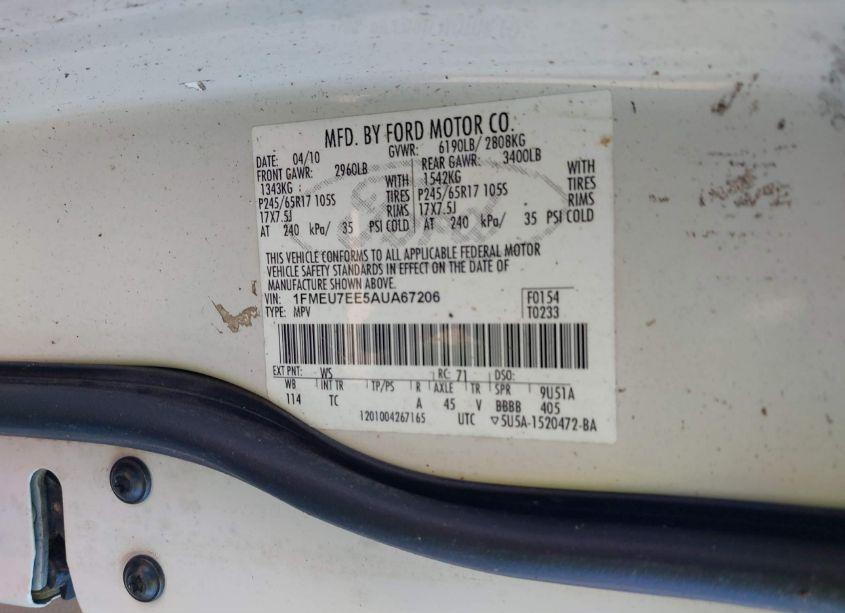 MFD. BY FORD MOTOR CO.
DATE: 04/10 GVWR: 6190LB/ 2808KG
FRONT GAWR: 2960LB REAR GAWR: 3400LB
1343KG WITH 1542KG WITH
P245/65R17 105S TIRES P245/65R17 105S TIRES
17X7.5J RIMS 17X7.5J RIMS
AT 240 kPa/ 35 PSI COLD AT 240 kPa/ 35 PSI COLD
THIS VEHICLE CONFORMS TO ALL APPLICABLE FEDERAL MOTOR
VEHICLE SAFETY STANDARDS IN EFFECT ON THE DATE OF
MANUFACTURE SHOWN ABOVE.
VIN: 1FMEU7EE5AUA67206 F0154
TYPE: MPV T0233
EXT PNT: WS RC: 71 DSO:
WB INT TR TP/PS R AXLE TR SPR 9U51A
114 TC A 45 V BBBB 405
1201004267165 UTC ▽5U5A-1520472-BA